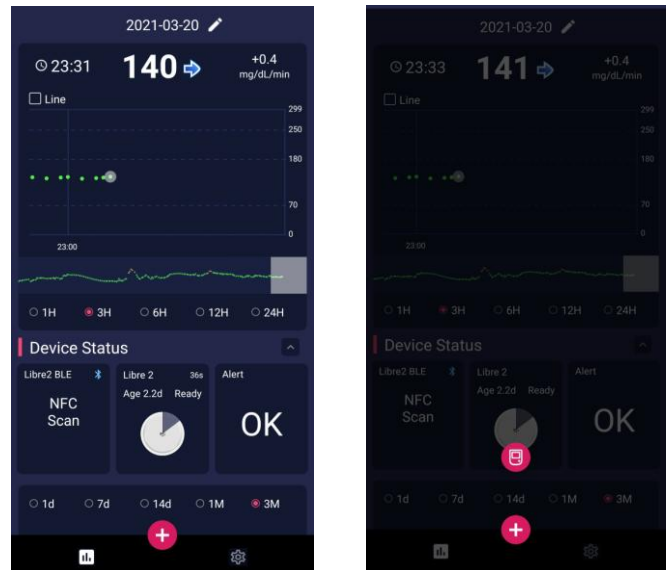 2021-03-20
23:31 140 +0.4
mg/dL/min
Line
299
250
180
70
0
23:00
1H 3H 6H 12H 24H
Device Status
Libre2 BLE Libre 2 36s Alert
Age 2.2d Ready
NFC
Scan
OK
1d 7d 14d 1M 3M
2021-03-20
23:33 141 +0.4
mg/dL/min
Line
299
250
180
70
0
23:00
1H 3H 6H 12H 24H
Device Status
Libre2 BLE Libre 2 Alert
Age 2.2d Ready
NFC
Scan
OK
1d 7d 14d 1M 3M